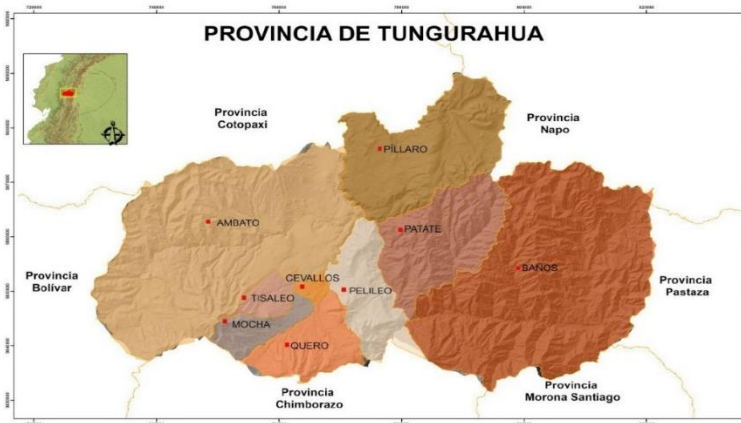 PROVINCIA DE TUNGURAHUA
Provincia
Cotopaxi
Provincia
Napo
PÍLLARO
AMBATO
PATATE
BAÑOS
CEVALLOS
PELILEO
TISALEO
MOCHA
QUERO
Provincia
Bolívar
Provincia
Pastaza
Provincia
Chimborazo
Provincia
Morona Santiago